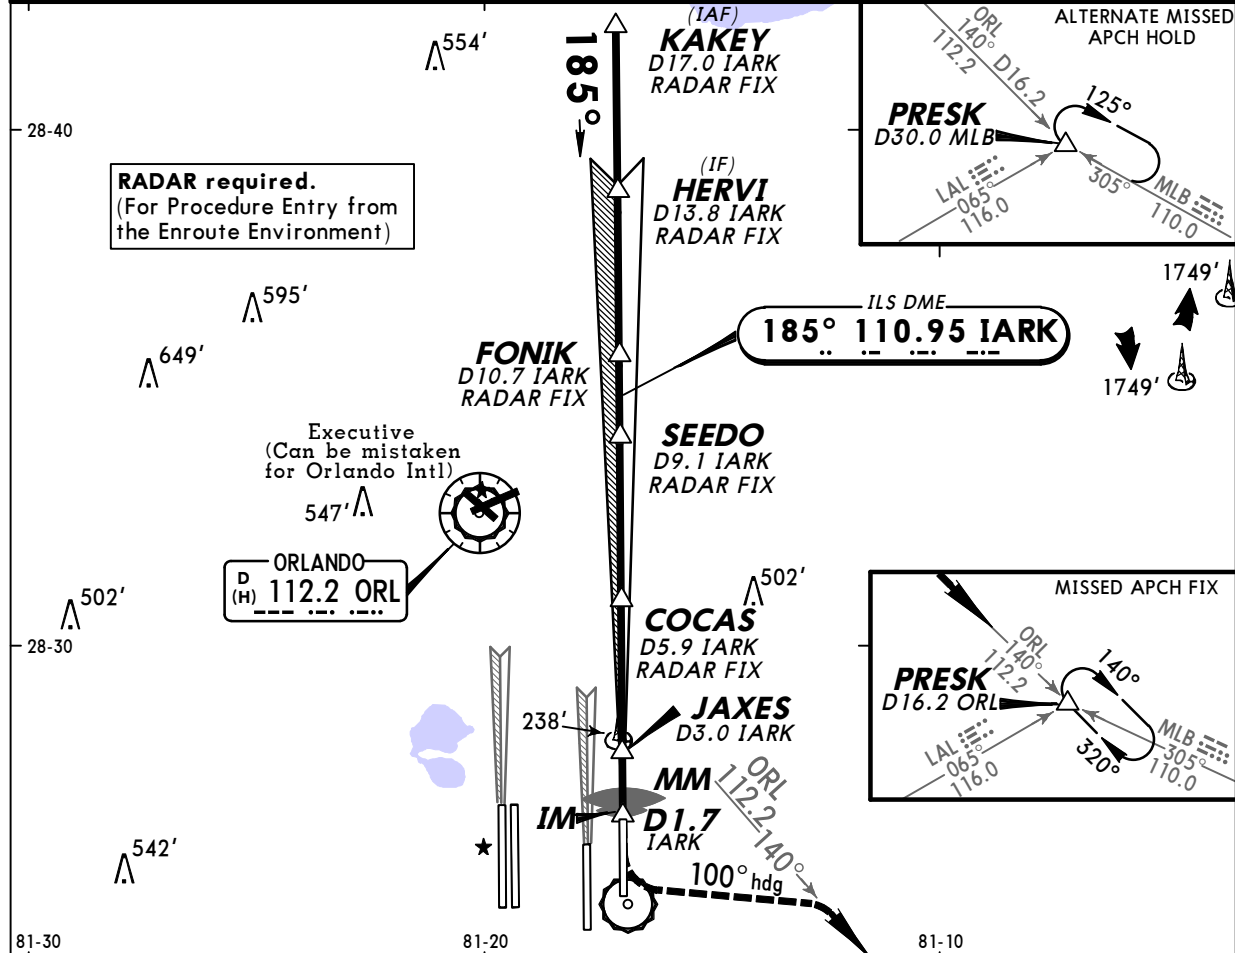 (IAF)
KAKEY
D17.0 IARK
RADAR FIX
185°
554'
28-40
RADAR required.
(For Procedure Entry from
the Enroute Environment)
(IF)
HERVI
D13.8 IARK
RADAR FIX
ALTERNATE MISSED
APCH HOLD
ORL
140° D16.2
112.2
125°
PRESK
D30.0 MLB
LAL
065°
116.0
305°
MLB
110.0
595'
649'
1749'
1749'
ILS DME
185° 110.95 IARK
FONIK
D10.7 IARK
RADAR FIX
SEEDO
D9.1 IARK
RADAR FIX
Executive
(Can be mistaken
for Orlando Intl)
547'
ORLANDO
D
(H) 112.2 ORL
502'
502'
28-30
COCAS
D5.9 IARK
RADAR FIX
JAXES
D3.0 IARK
238'
MM
IM
D1.7
IARK
ORL
112.2
140°
100° hdg
542'
MISSED APCH FIX
ORL
140°
112.2
140°
PRESK
D16.2 ORL
320°
LAL
065°
116.0
MLB
305°
110.0
81-30
81-20
81-10